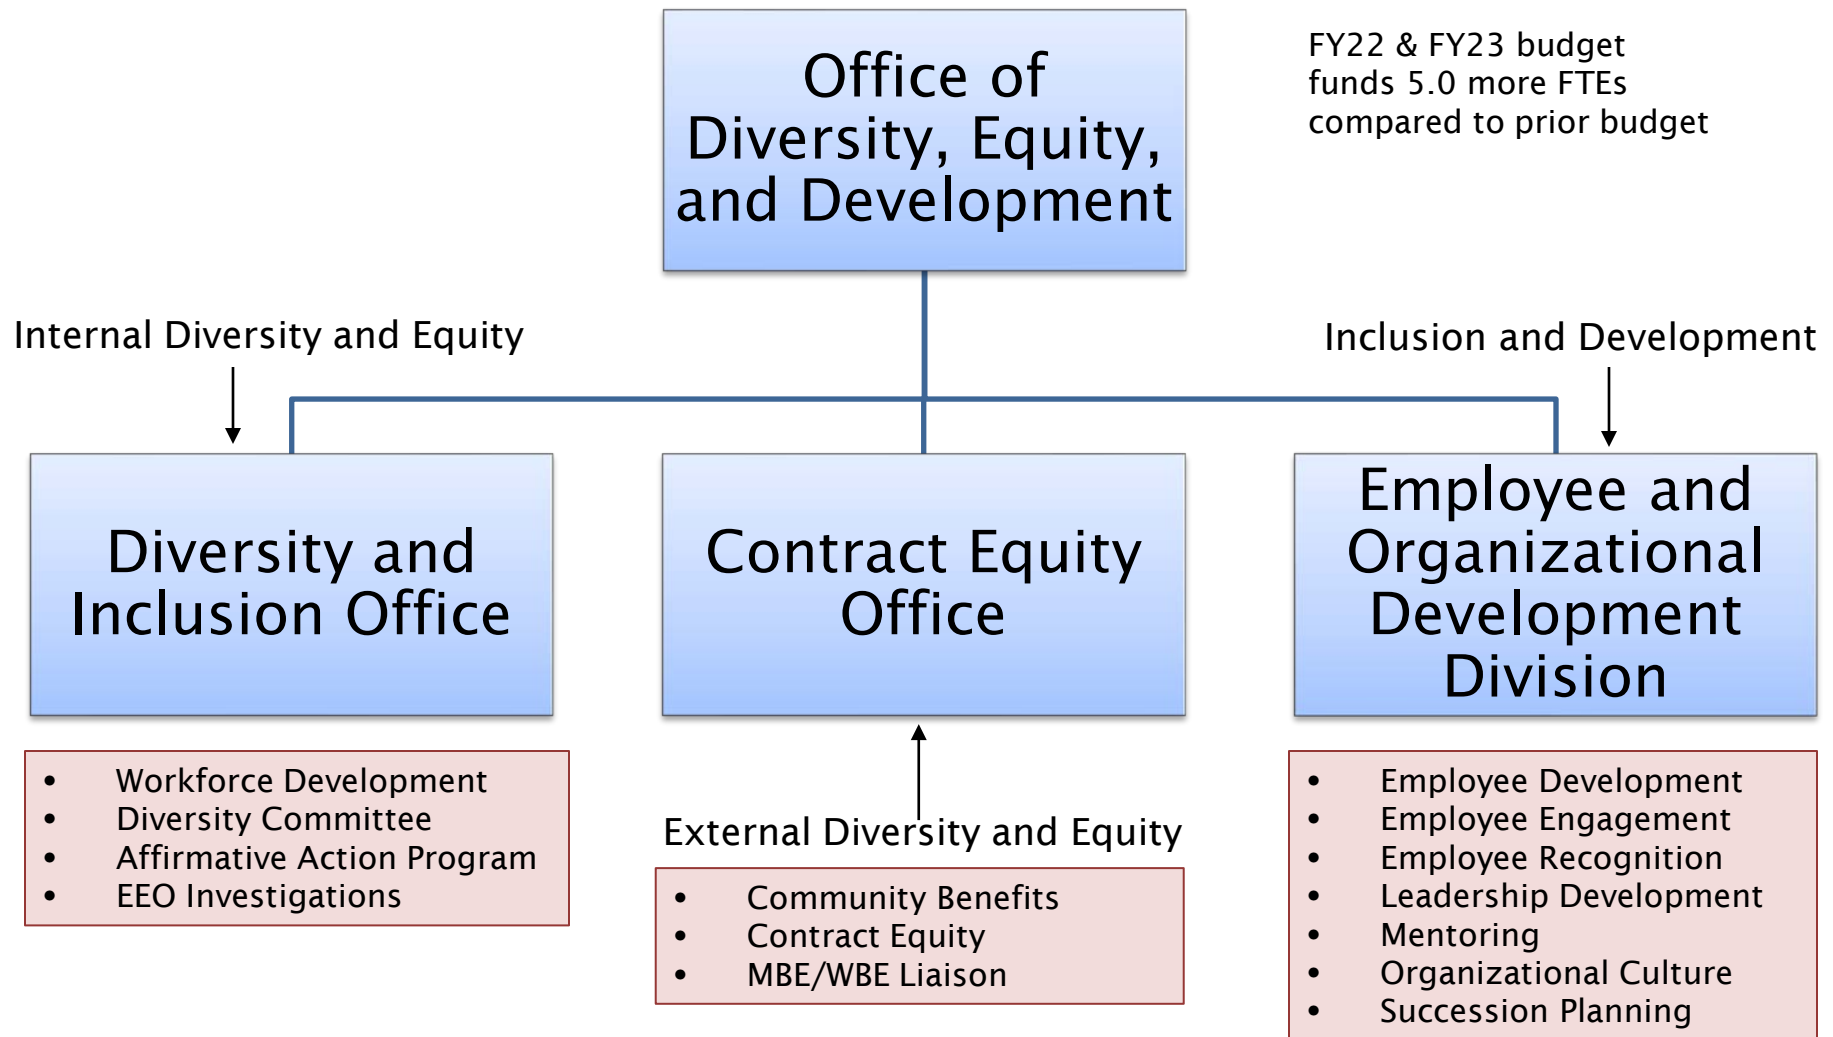 Office of
Diversity, Equity,
and Development
FY22 & FY23 budget
funds 5.0 more FTEs
compared to prior budget
Internal Diversity and Equity
Inclusion and Development
Diversity and
Inclusion Office
Contract Equity
Office
Employee and
Organizational
Development
Division
• Workforce Development
• Diversity Committee
• Affirmative Action Program
• EEO Investigations
External Diversity and Equity
• Community Benefits
• Contract Equity
• MBE/WBE Liaison
• Employee Development
• Employee Engagement
• Employee Recognition
• Leadership Development
• Mentoring
• Organizational Culture
• Succession Planning